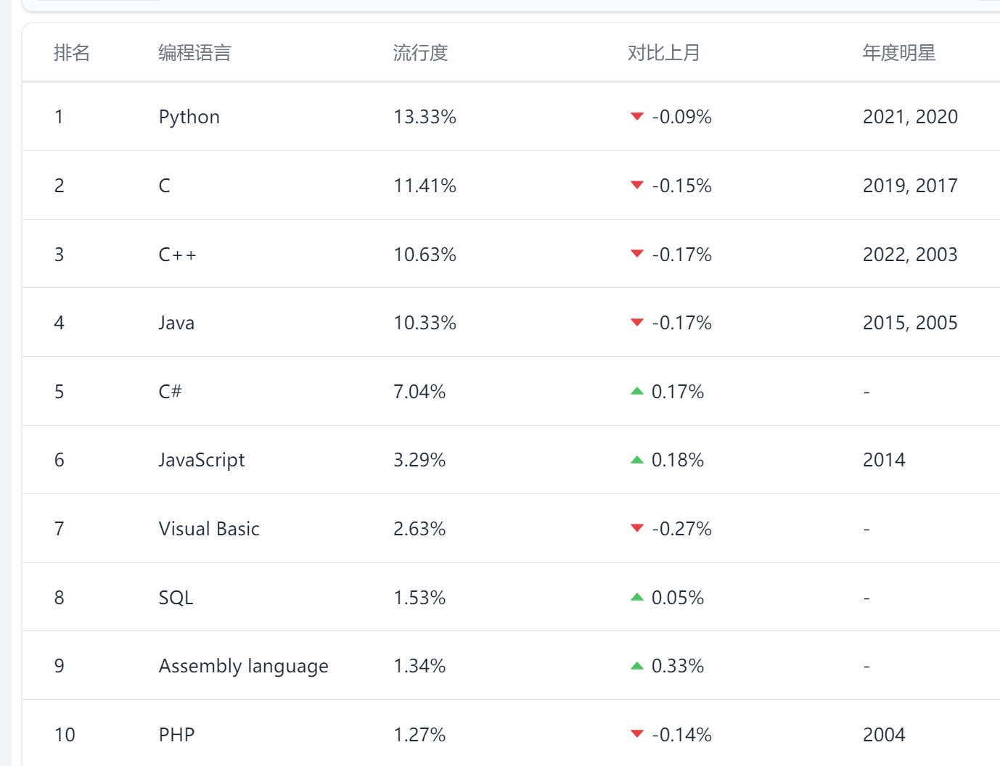 排名 编程语言 流行度 对比上月 年度明星
1 Python 13.33% -0.09% 2021, 2020
2 C 11.41% -0.15% 2019, 2017
3 C++ 10.63% -0.17% 2022, 2003
4 Java 10.33% -0.17% 2015, 2005
5 C# 7.04% 0.17% -
6 JavaScript 3.29% 0.18% 2014
7 Visual Basic 2.63% -0.27% -
8 SQL 1.53% 0.05% -
9 Assembly language 1.34% 0.33% -
10 PHP 1.27% -0.14% 2004